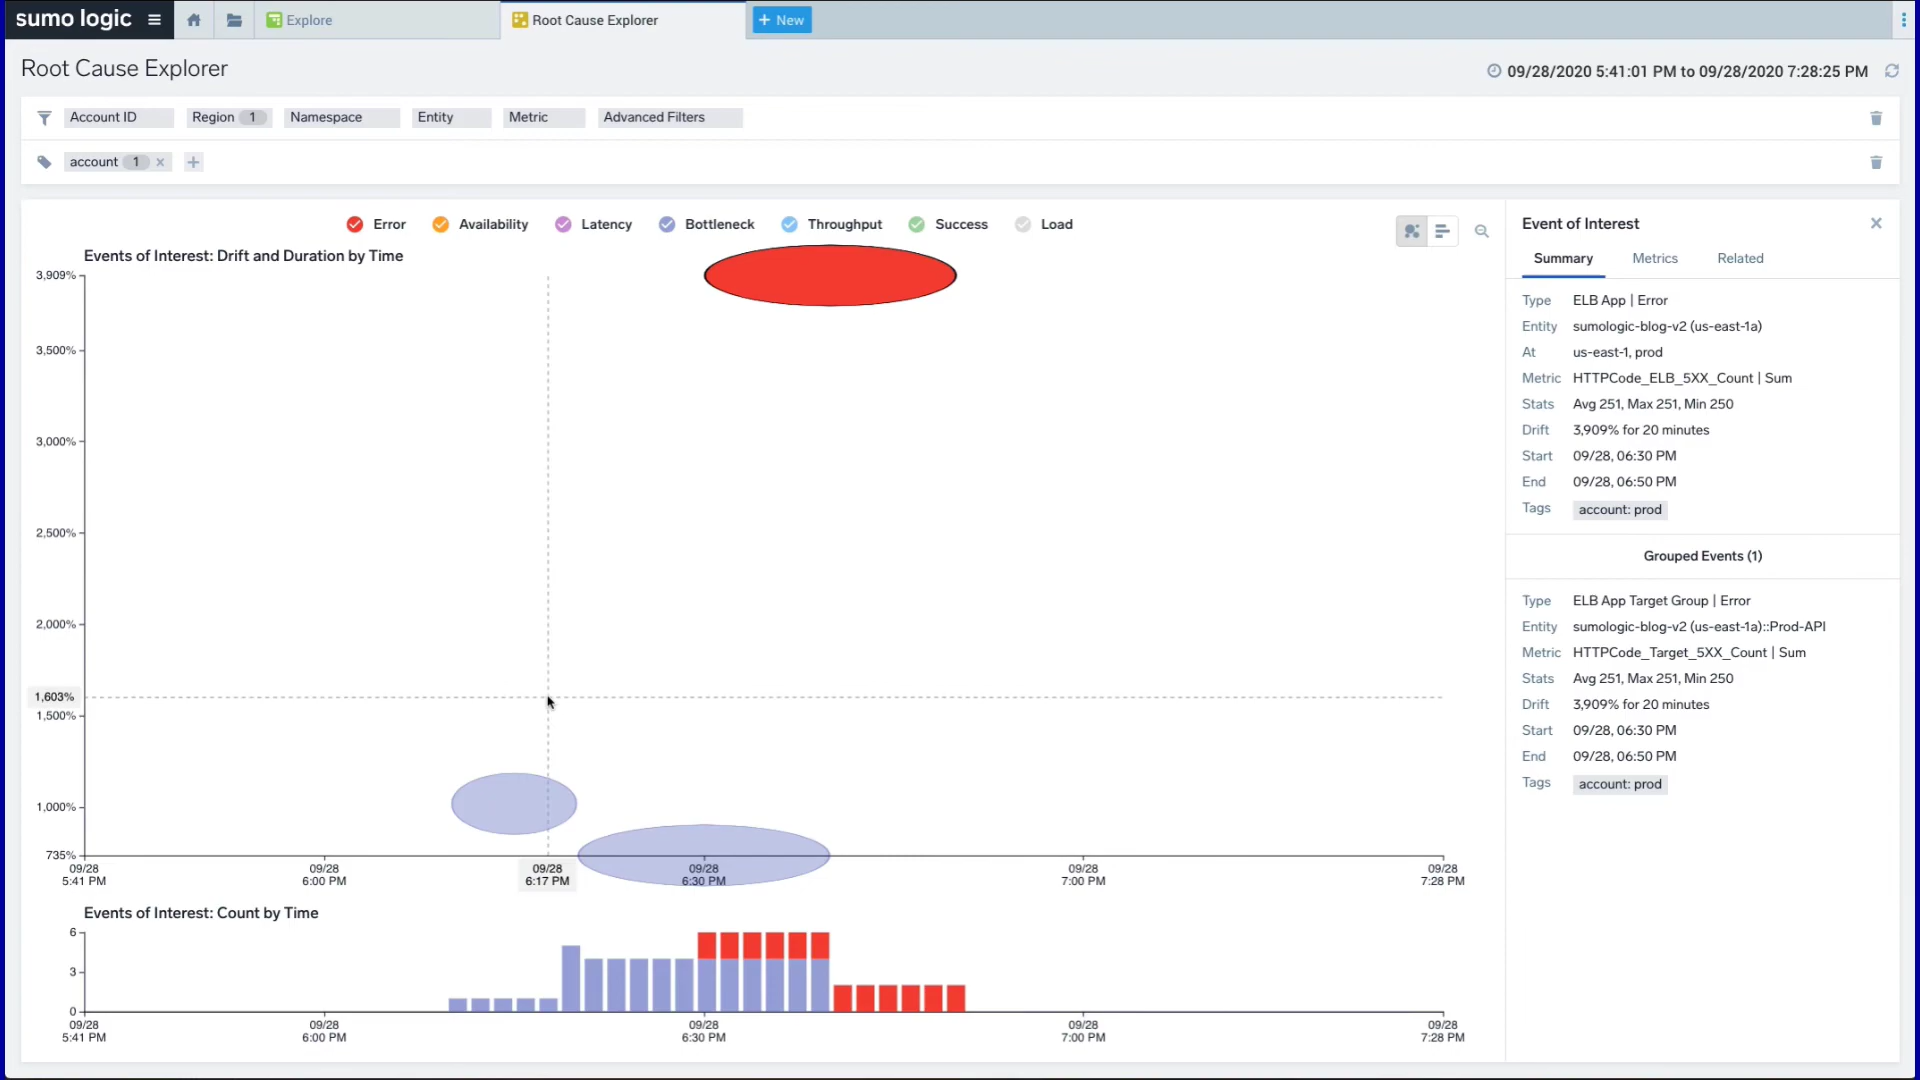 sumo logic
Explore
Root Cause Explorer
+ New
Root Cause Explorer
09/28/2020 5:41:01 PM to 09/28/2020 7:28:25 PM
Account ID
Region 1
Namespace
Entity
Metric
Advanced Filters
account 1 ×
+
Error
Availability
Latency
Bottleneck
Throughput
Success
Load
Events of Interest: Drift and Duration by Time
3,909%
3,500%
3,000%
2,500%
2,000%
1,603%
1,500%
1,000%
735%
09/28
5:41 PM
09/28
6:00 PM
09/28
6:17 PM
09/28
6:30 PM
09/28
7:00 PM
09/28
7:28 PM
Events of Interest: Count by Time
6
3
0
09/28
5:41 PM
09/28
6:00 PM
09/28
6:30 PM
09/28
7:00 PM
09/28
7:28 PM
Event of Interest
Summary
Metrics
Related
Type ELB App | Error
Entity sumologic-blog-v2 (us-east-1a)
At us-east-1, prod
Metric HTTPCode_ELB_5XX_Count | Sum
Stats Avg 251, Max 251, Min 250
Drift 3,909% for 20 minutes
Start 09/28, 06:30 PM
End 09/28, 06:50 PM
Tags account: prod
Grouped Events (1)
Type ELB App Target Group | Error
Entity sumologic-blog-v2 (us-east-1a)::Prod-API
Metric HTTPCode_Target_5XX_Count | Sum
Stats Avg 251, Max 251, Min 250
Drift 3,909% for 20 minutes
Start 09/28, 06:30 PM
End 09/28, 06:50 PM
Tags account: prod